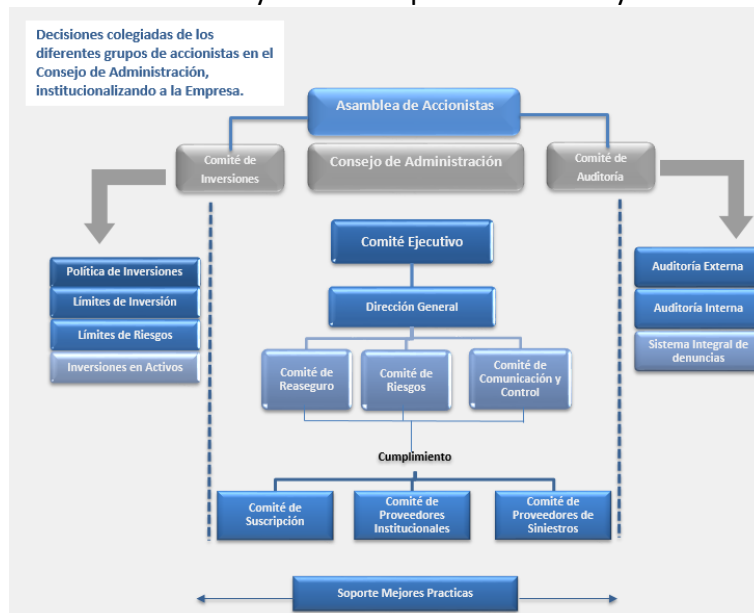 Decisiones colegiadas de los
diferentes grupos de accionistas en el
Consejo de Administración,
institucionalizando a la Empresa.
Asamblea de Accionistas
Comité de
Inversiones
Consejo de Administración
Comité de
Auditoría
Comité Ejecutivo
Política de Inversiones
Límites de Inversión
Límites de Riesgos
Inversiones en Activos
Auditoría Externa
Auditoría Interna
Sistema Integral de
denuncias
Dirección General
Comité de
Reaseguro
Comité de
Riesgos
Comité de
Comunicación y
Control
Cumplimiento
Comité de
Suscripción
Comité de
Proveedores
Institucionales
Comité de
Proveedores de
Siniestros
Soporte Mejores Practicas